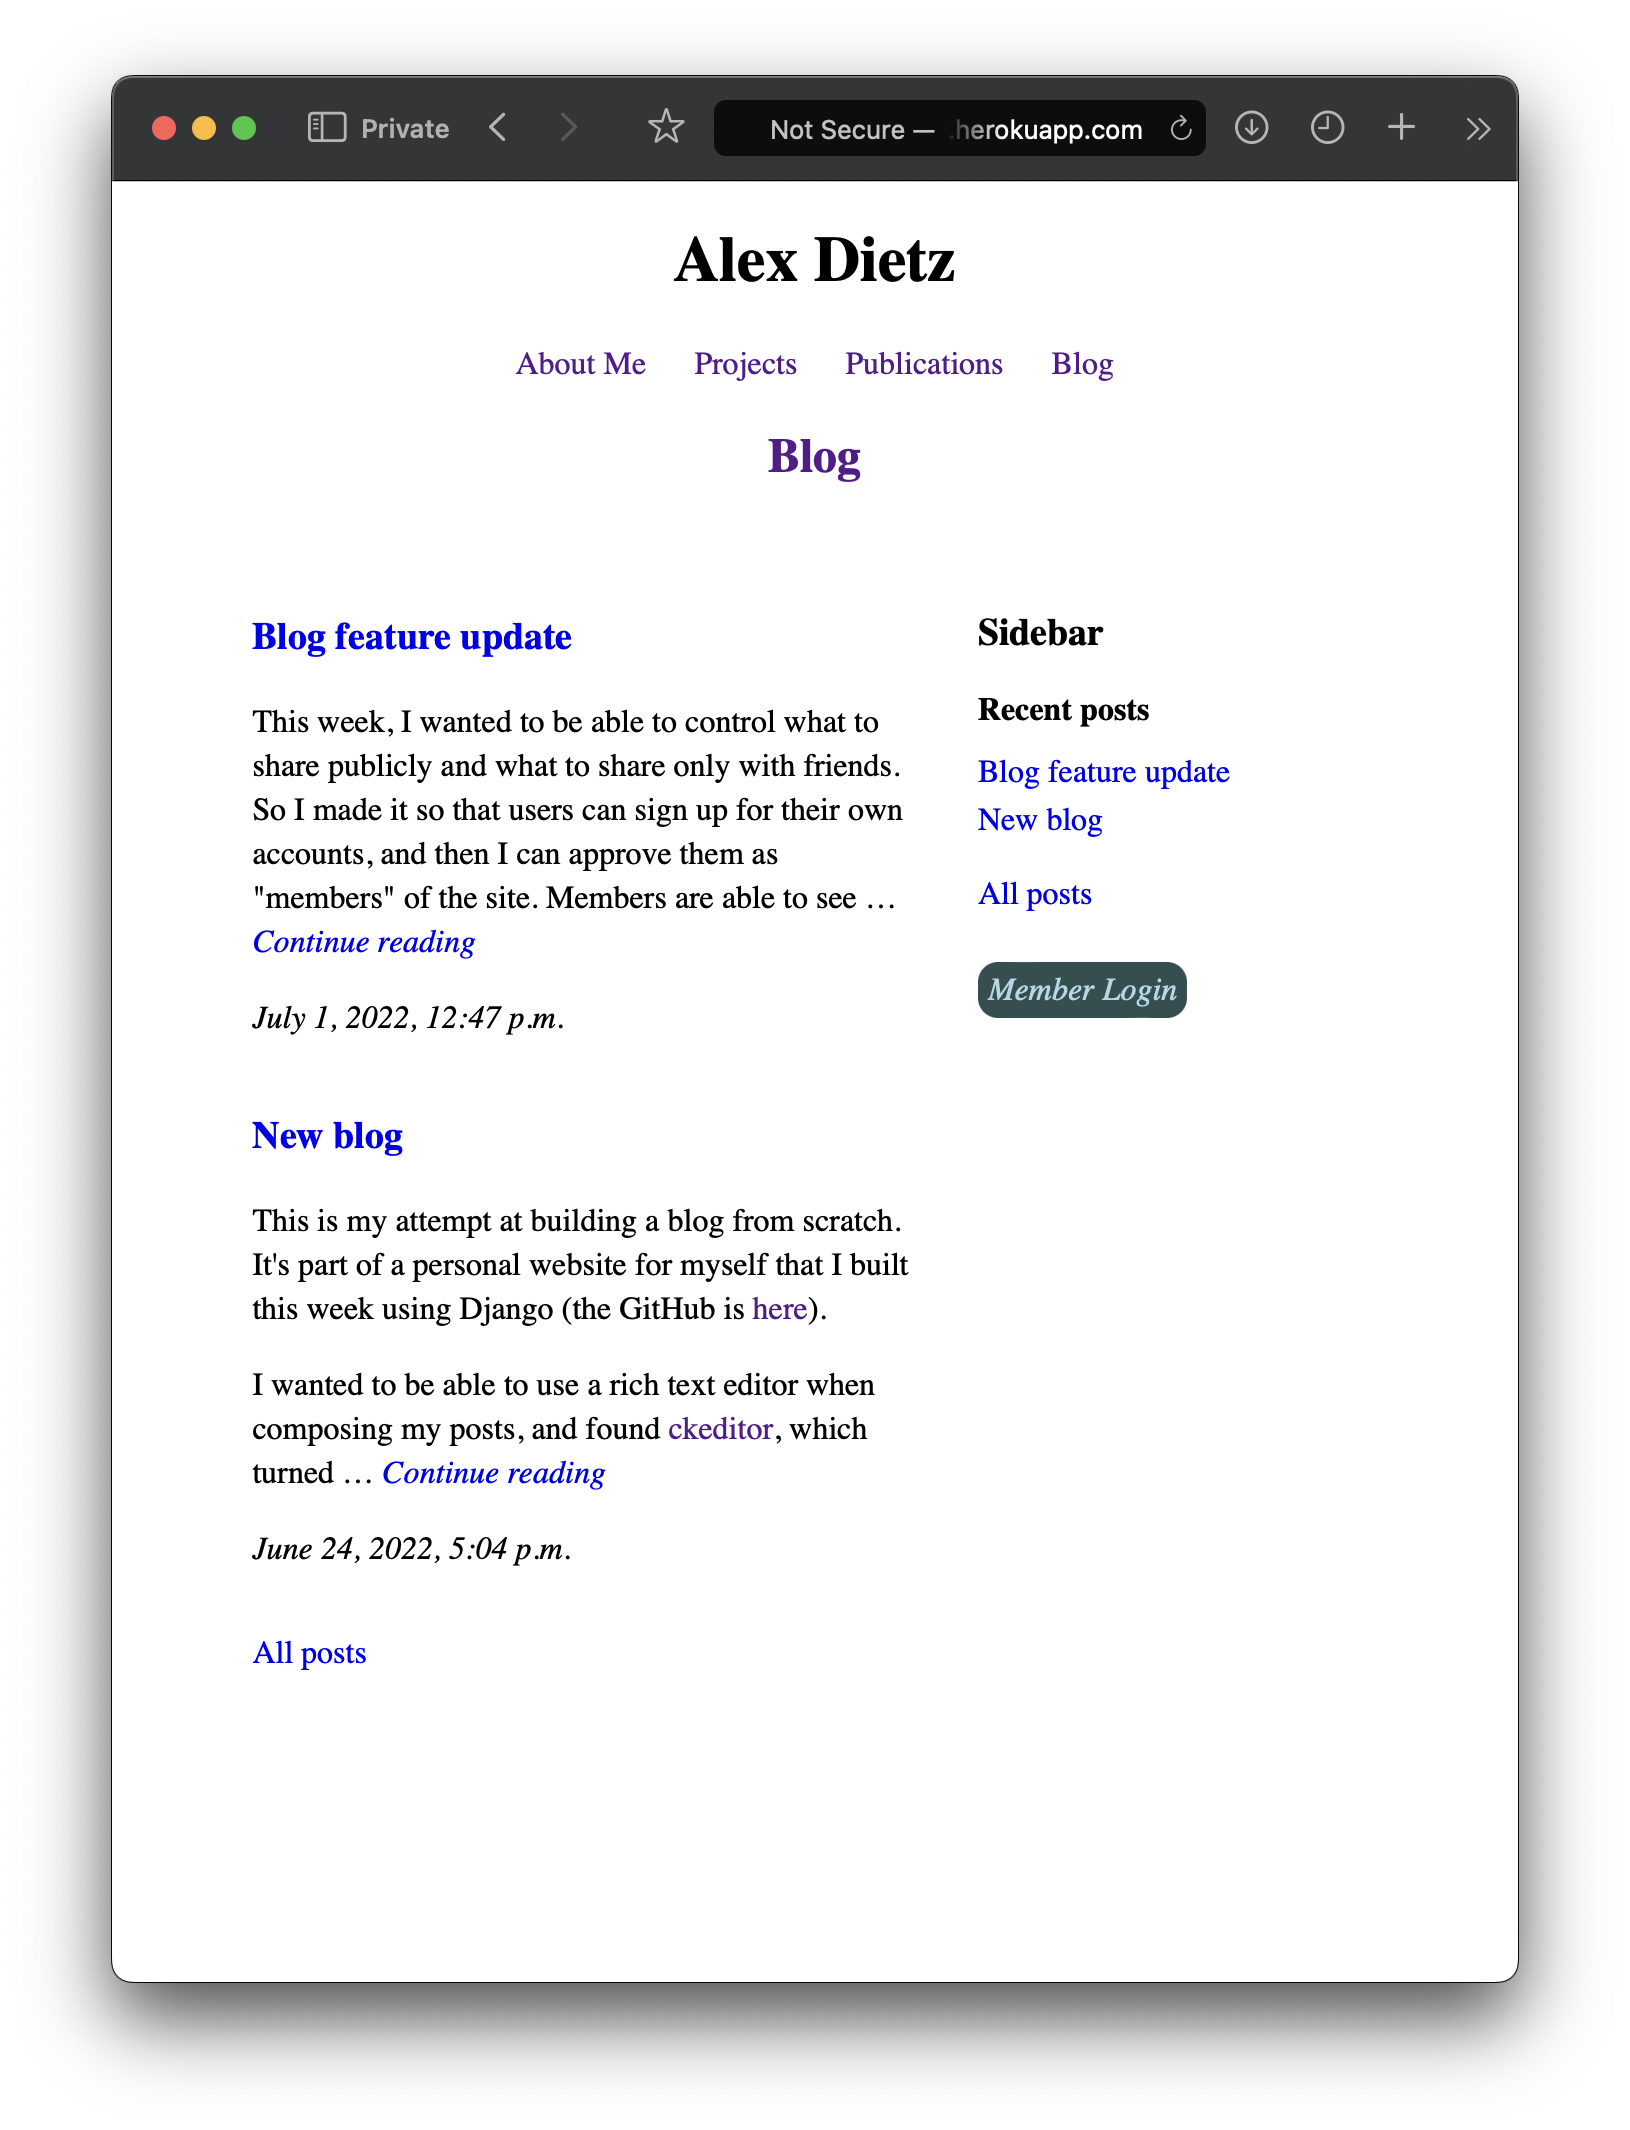 Private
Not Secure — .herokuapp.com
Alex Dietz
About Me Projects Publications Blog
Blog
Blog feature update
This week, I wanted to be able to control what to
share publicly and what to share only with friends.
So I made it so that users can sign up for their own
accounts, and then I can approve them as
"members" of the site. Members are able to see …
Continue reading
July 1, 2022, 12:47 p.m.
New blog
This is my attempt at building a blog from scratch.
It's part of a personal website for myself that I built
this week using Django (the GitHub is here).
I wanted to be able to use a rich text editor when
composing my posts, and found ckeditor, which
turned … Continue reading
June 24, 2022, 5:04 p.m.
All posts
Sidebar
Recent posts
Blog feature update
New blog
All posts
Member Login